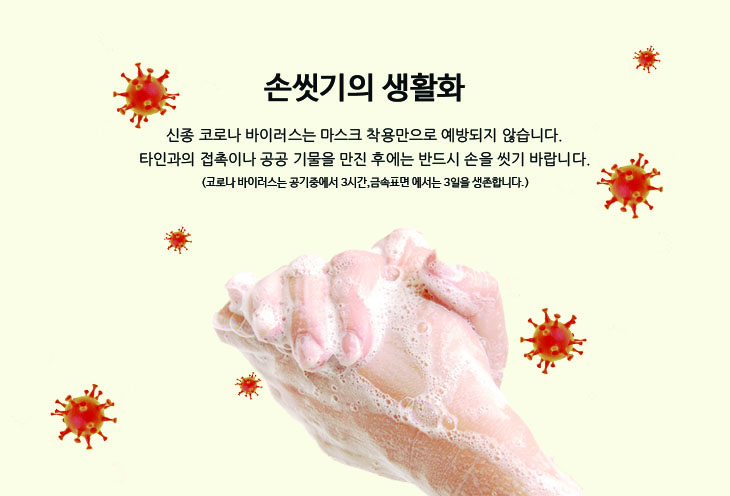 손씻기의 생활화
신종 코로나 바이러스는 마스크 착용만으로 예방되지 않습니다.
타인과의 접촉이나 공공 기물을 만진 후에는 반드시 손을 씻기 바랍니다.
(코로나 바이러스는 공기중에서 3시간,금속표면 에서는 3일을 생존합니다.)